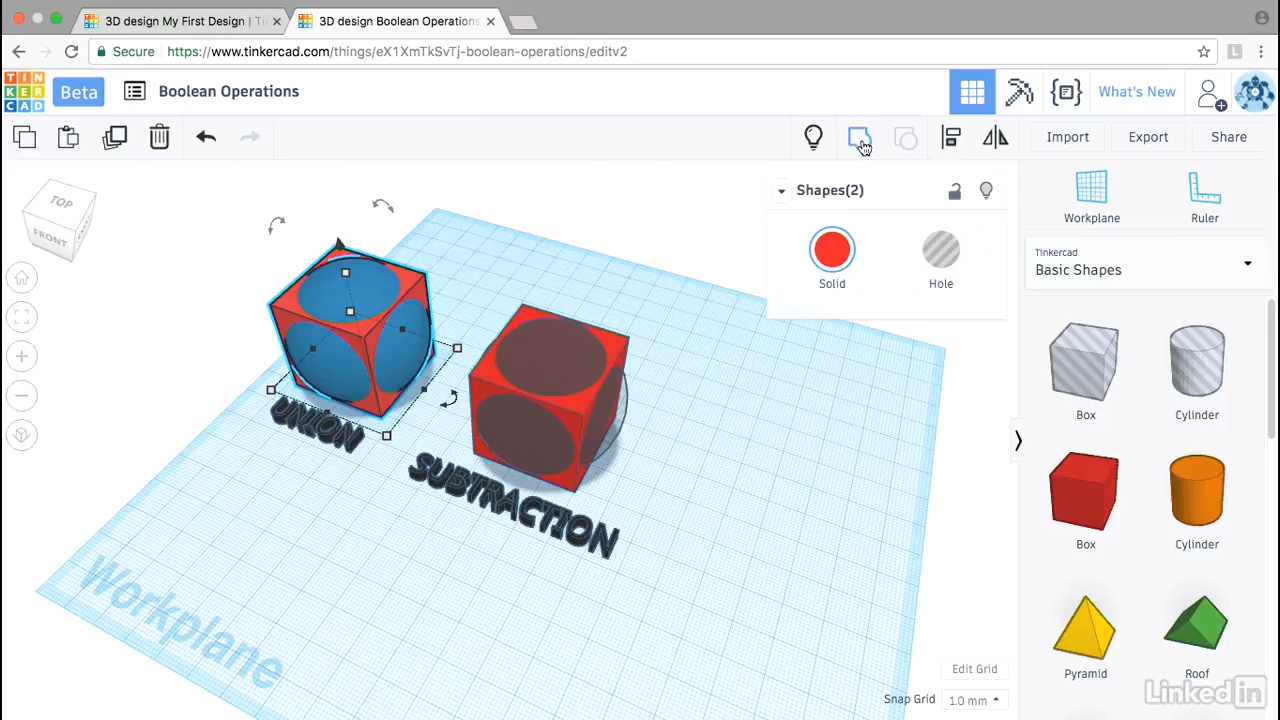 3D design My First Design | Ti
3D design Boolean Operations
Secure
https://www.tinkercad.com/things/eX1XmTkSvTj-boolean-operations/editv2
L
TIN
KER
CAD
Beta
Boolean Operations
What's New
Import
Export
Share
TOP
FRONT
Shapes(2)
Solid
Hole
Workplane
Ruler
Tinkercad
Basic Shapes
Box
Cylinder
Box
Cylinder
Pyramid
Roof
UNION
SUBTRACTION
Workplane
Edit Grid
Snap Grid
1.0 mm
LinkedIn